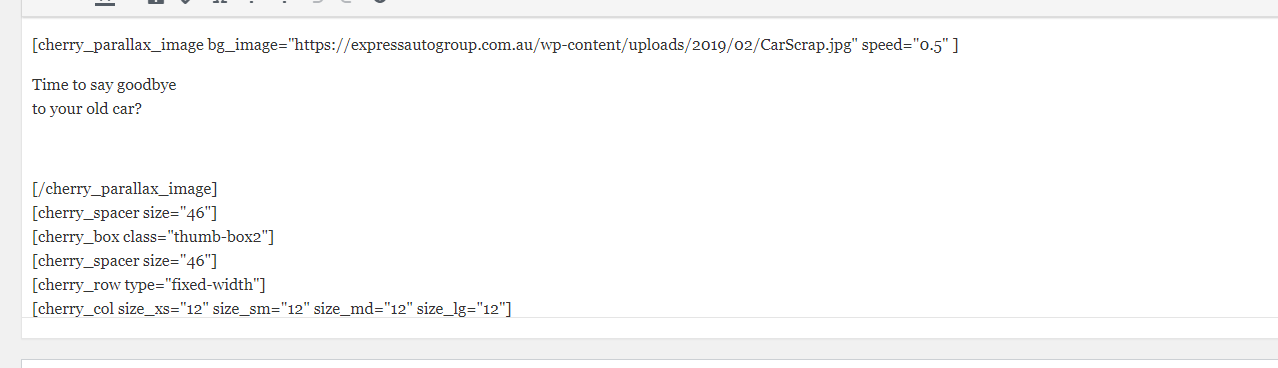 [cherry_parallax_image bg_image="https://expressautogroup.com.au/wp-content/uploads/2019/02/CarScrap.jpg" speed="0.5" ]
Time to say goodbye
to your old car?
[/cherry_parallax_image]
[cherry_spacer size="46"]
[cherry_box class="thumb-box2"]
[cherry_spacer size="46"]
[cherry_row type="fixed-width"]
[cherry_col size_xs="12" size_sm="12" size_md="12" size_lg="12"]